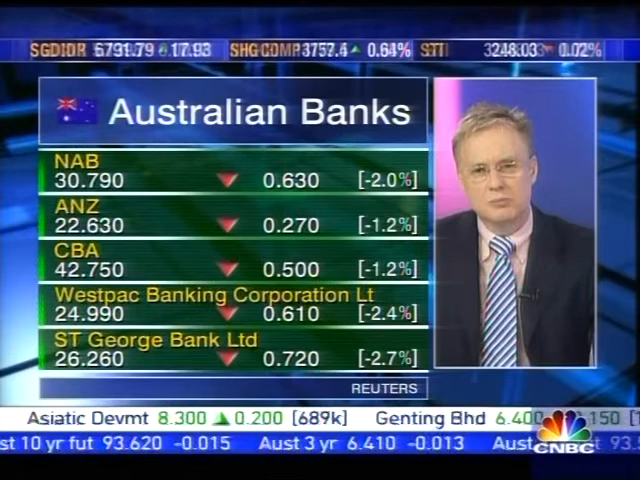 SGDIDR 6791.79 17.93 SHG COMP 3757.4 ▲ 0.64% STI 248.03 0.02%
Australian Banks
NAB
30.790 ▼ 0.630 [-2.0%]
ANZ
22.630 ▼ 0.270 [-1.2%]
CBA
42.750 ▼ 0.500 [-1.2%]
Westpac Banking Corporation Lt
24.990 ▼ 0.610 [-2.4%]
ST George Bank Ltd
26.260 ▼ 0.720 [-2.7%]
REUTERS
Asiatic Devmt 8.300 ▲ 0.200 [689k] Genting Bhd 6.400
st 10 yr fut 93.620 -0.015 Aust 3 yr 6.410 -0.013 Aust
CNBC